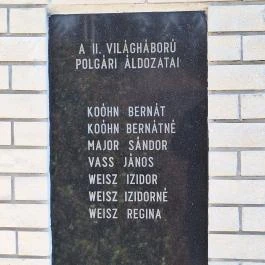 A II. VILÁGHÁBORÚ
POLGÁRI ÁLDOZATAI
KOÓHN BERNÁT
KOÓHN BERNÁTNÉ
MAJOR SÁNDOR
VASS JÁNOS
WEISZ IZIDOR
WEISZ IZIDORNÉ
WEISZ REGINA